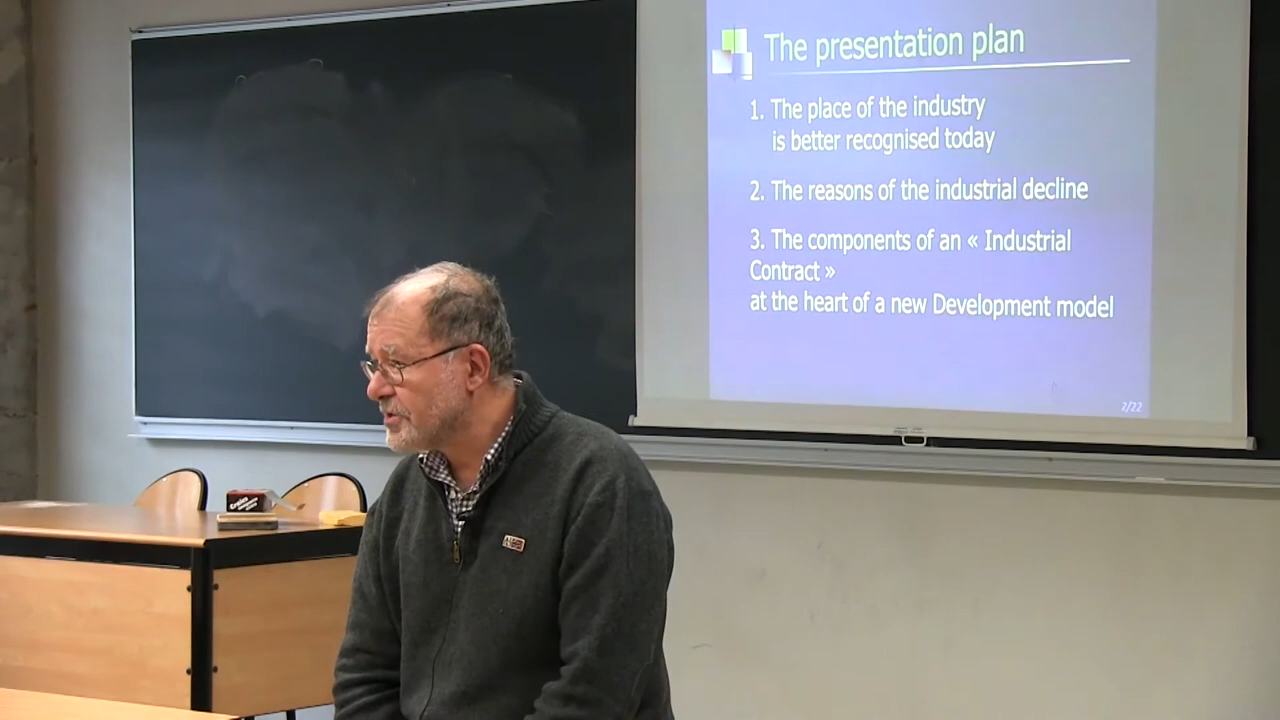 The presentation plan
1. The place of the industry
is better recognised today
2. The reasons of the industrial decline
3. The components of an « Industrial
Contract »
at the heart of a new Development model
2/22